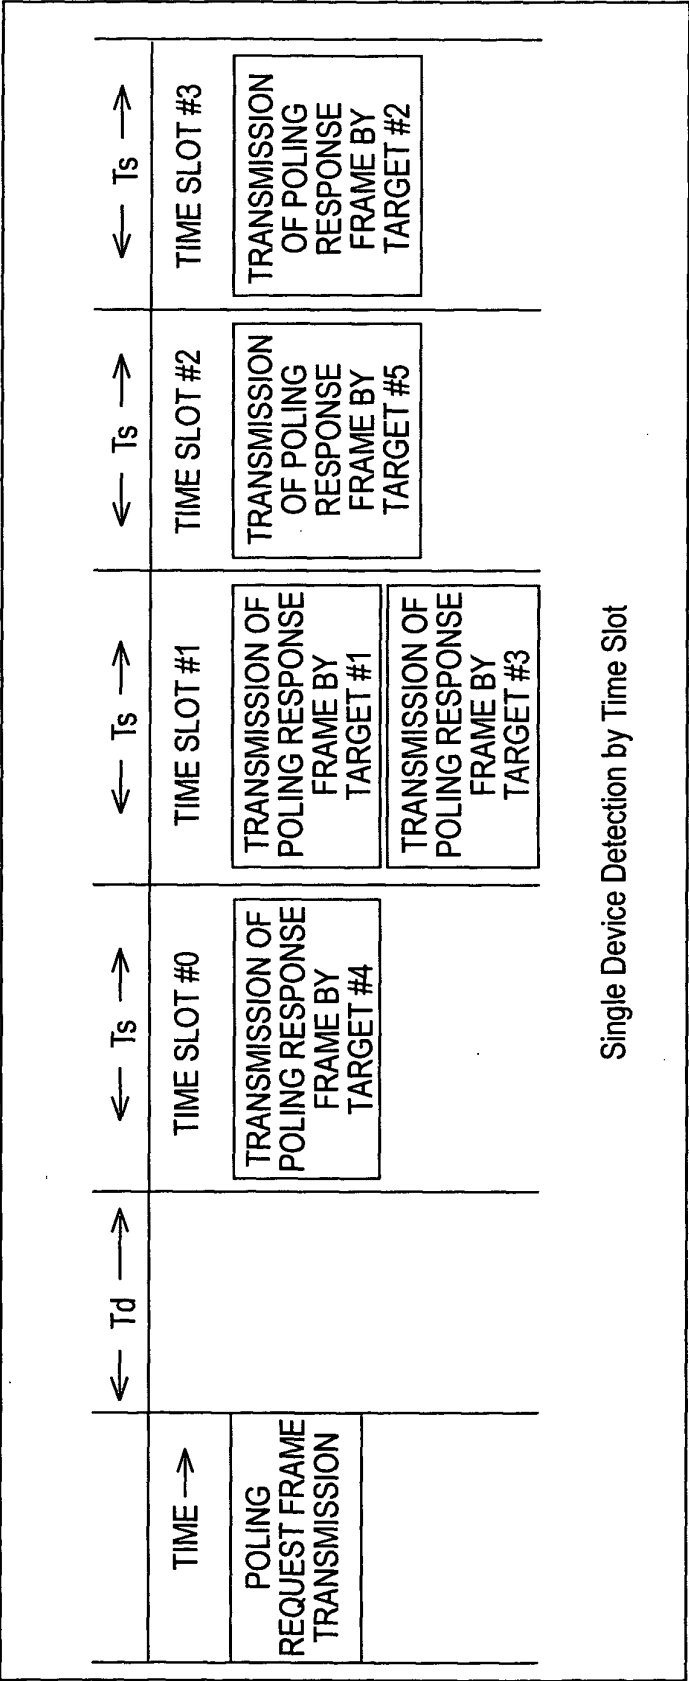 ← Td →
← Ts →
← Ts →
← Ts →
← Ts →
TIME →
TIME SLOT #0
TIME SLOT #1
TIME SLOT #2
TIME SLOT #3
POLING
REQUEST FRAME
TRANSMISSION
TRANSMISSION OF
POLING RESPONSE
FRAME BY
TARGET #4
TRANSMISSION OF
POLING RESPONSE
FRAME BY
TARGET #1
TRANSMISSION OF
POLING RESPONSE
FRAME BY
TARGET #3
TRANSMISSION
OF POLING
RESPONSE
FRAME BY
TARGET #5
TRANSMISSION
OF POLING
RESPONSE
FRAME BY
TARGET #2
Single Device Detection by Time Slot